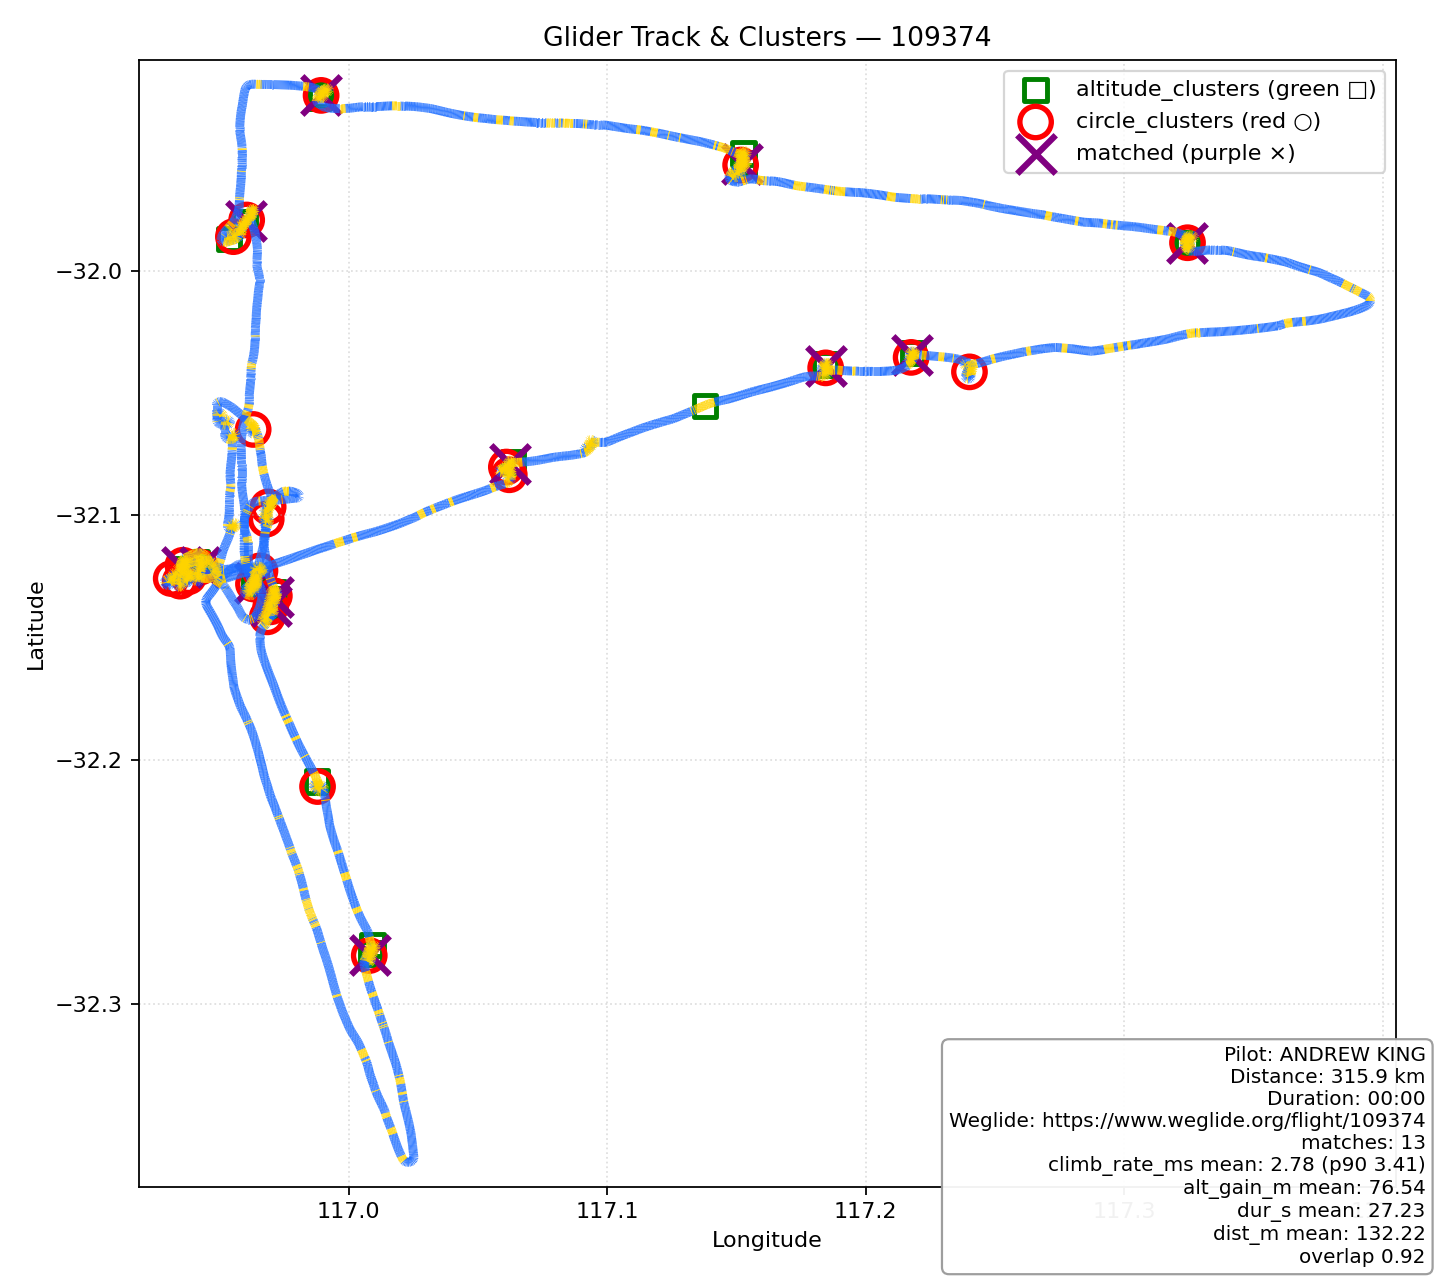 Glider Track & Clusters — 109374
altitude_clusters (green □)
circle_clusters (red ○)
matched (purple ×)
Latitude
−32.0
−32.1
−32.2
−32.3
117.0
117.1
117.2
117.3
Longitude
Pilot: ANDREW KING
Distance: 315.9 km
Duration: 00:00
Weglide: https://www.weglide.org/flight/109374
matches: 13
climb_rate_ms mean: 2.78 (p90 3.41)
alt_gain_m mean: 76.54
dur_s mean: 27.23
dist_m mean: 132.22
overlap 0.92